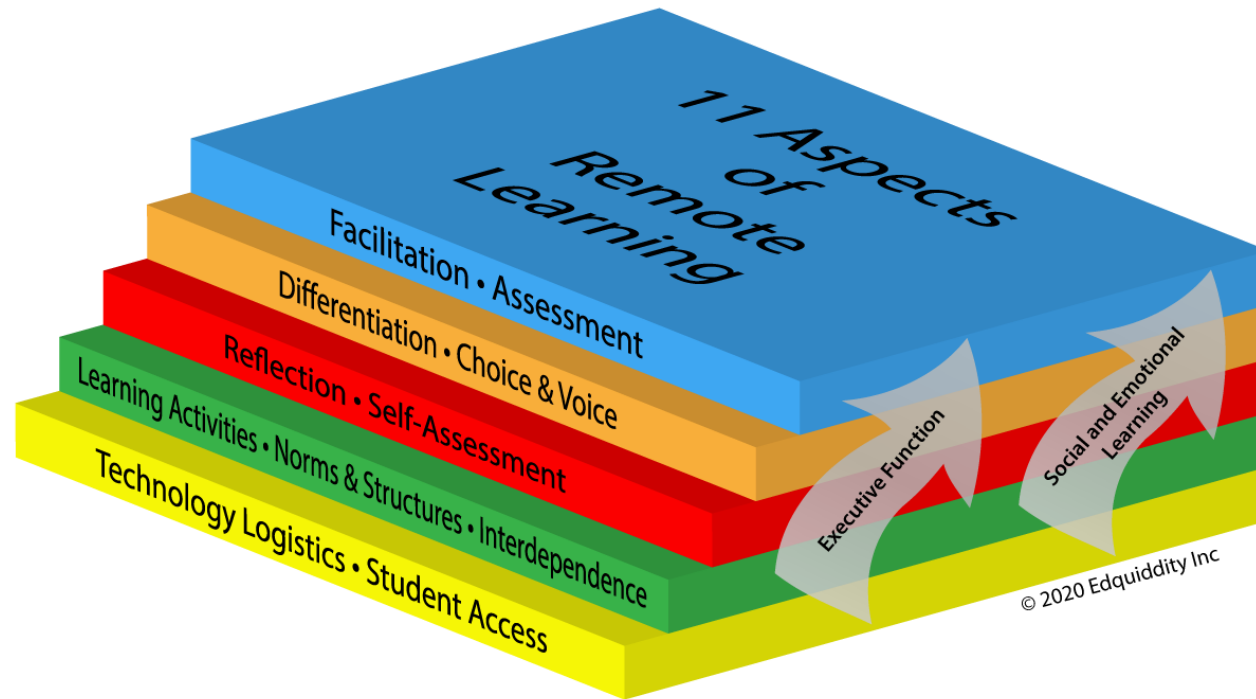 11 Aspects
of
Remote
Learning
Facilitation • Assessment
Differentiation • Choice & Voice
Reflection • Self-Assessment
Learning Activities • Norms & Structures • Interdependence
Technology Logistics • Student Access
Executive Function
Social and Emotional
Learning
© 2020 Edquiddity Inc